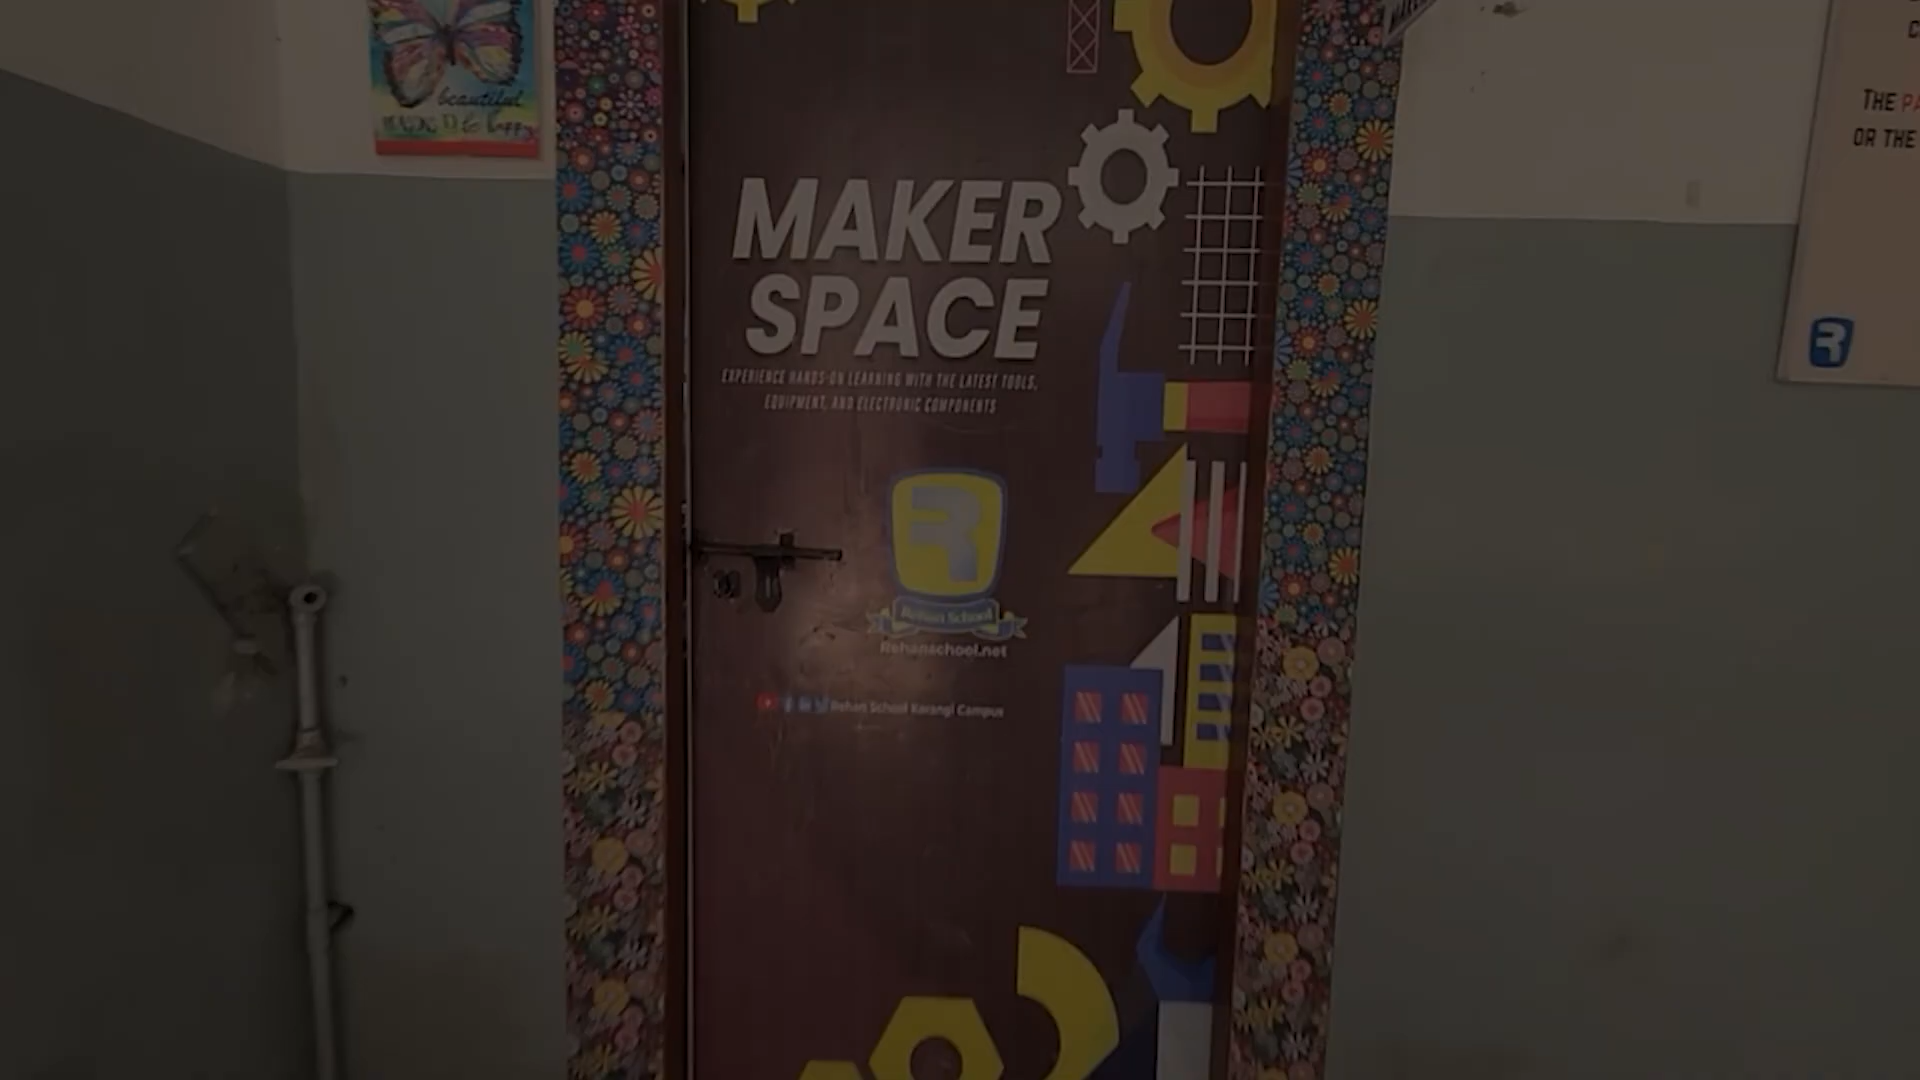 beautiful
THE PA
OR THE
MAKER
SPACE
EXPERIENCE HANDS-ON LEARNING WITH THE LATEST TOOLS,
EQUIPMENT, AND ELECTRONIC COMPONENTS
R
R
Rehan School
Rehanschool.net
Rehan School Korangi Campus